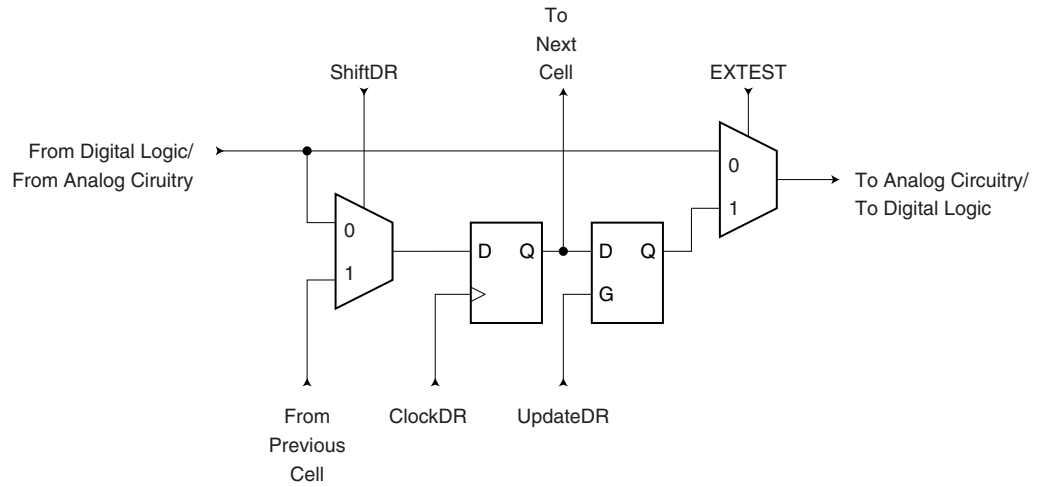 To
Next
Cell
ShiftDR
EXTEST
From Digital Logic/
From Analog Ciruitry
0
1
0
1
D Q
D Q
G
To Analog Circuitry/
To Digital Logic
From
Previous
Cell
ClockDR
UpdateDR